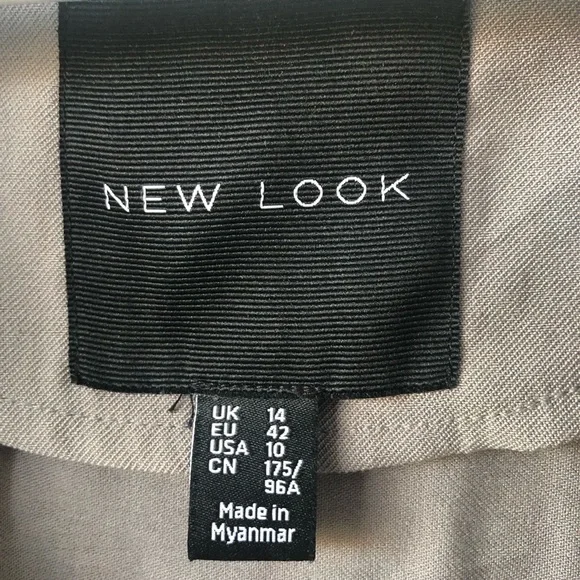 NEW LOOK
UK 14
EU 42
USA 10
CN 175/
96A
Made in
Myanmar